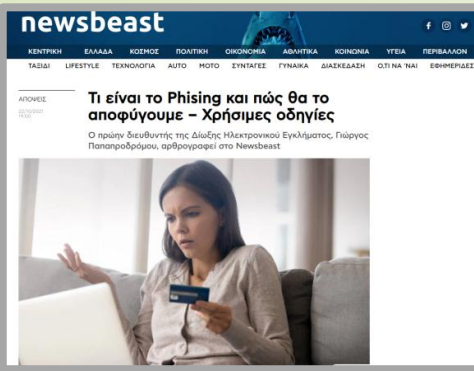 newsbeast
ΚΕΝΤΡΙΚΗ ΕΛΛΑΔΑ ΚΟΣΜΟΣ ΠΟΛΙΤΙΚΗ ΟΙΚΟΝΟΜΙΑ ΑΘΛΗΤΙΚΑ ΚΟΙΝΩΝΙΑ ΥΓΕΙΑ ΠΕΡΙΒΑΛΛΟΝ
ΤΑΞΙΔΙ LIFESTYLE ΤΕΧΝΟΛΟΓΙΑ AUTO MOTO ΣΥΝΤΑΓΕΣ ΓΥΝΑΙΚΑ ΔΙΑΣΚΕΔΑΣΗ Ο,ΤΙ ΝΑ 'ΝΑΙ ΕΦΗΜΕΡΙΔΕΣ
ΑΠΟΨΕΙΣ
Τι είναι το Phising και πώς θα το
αποφύγουμε – Χρήσιμες οδηγίες
Ο πρώην διευθυντής της Δίωξης Ηλεκτρονικού Εγκλήματος, Γιώργος
Παπαπροδρόμου, αρθρογραφεί στο Newsbeast